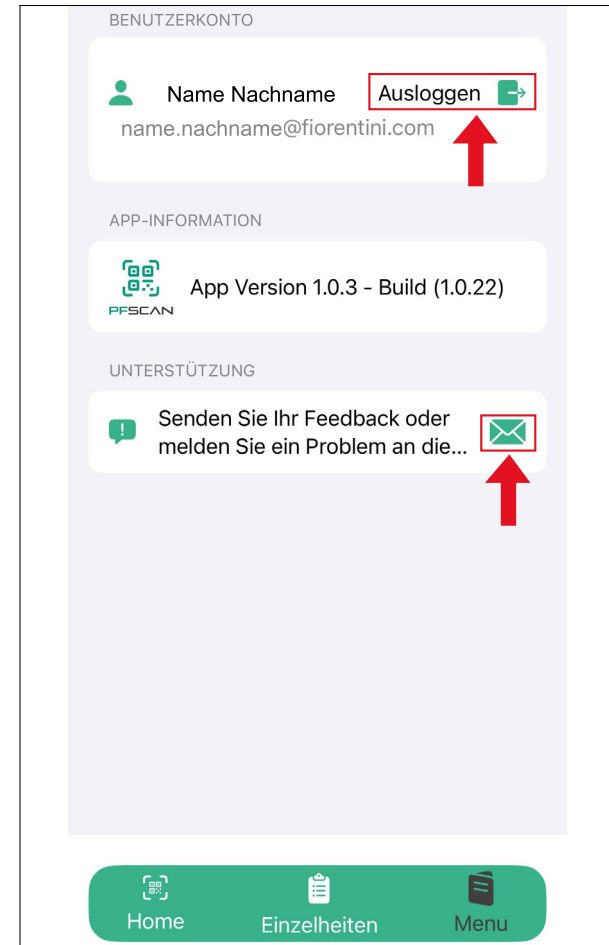 BENUTZERKONTO
Name Nachname Ausloggen
name.nachname@fiorentini.com
APP-INFORMATION
PFSCAN
App Version 1.0.3 - Build (1.0.22)
UNTERSTÜTZUNG
Senden Sie Ihr Feedback oder
melden Sie ein Problem an die...
Home Einzelheiten Menu